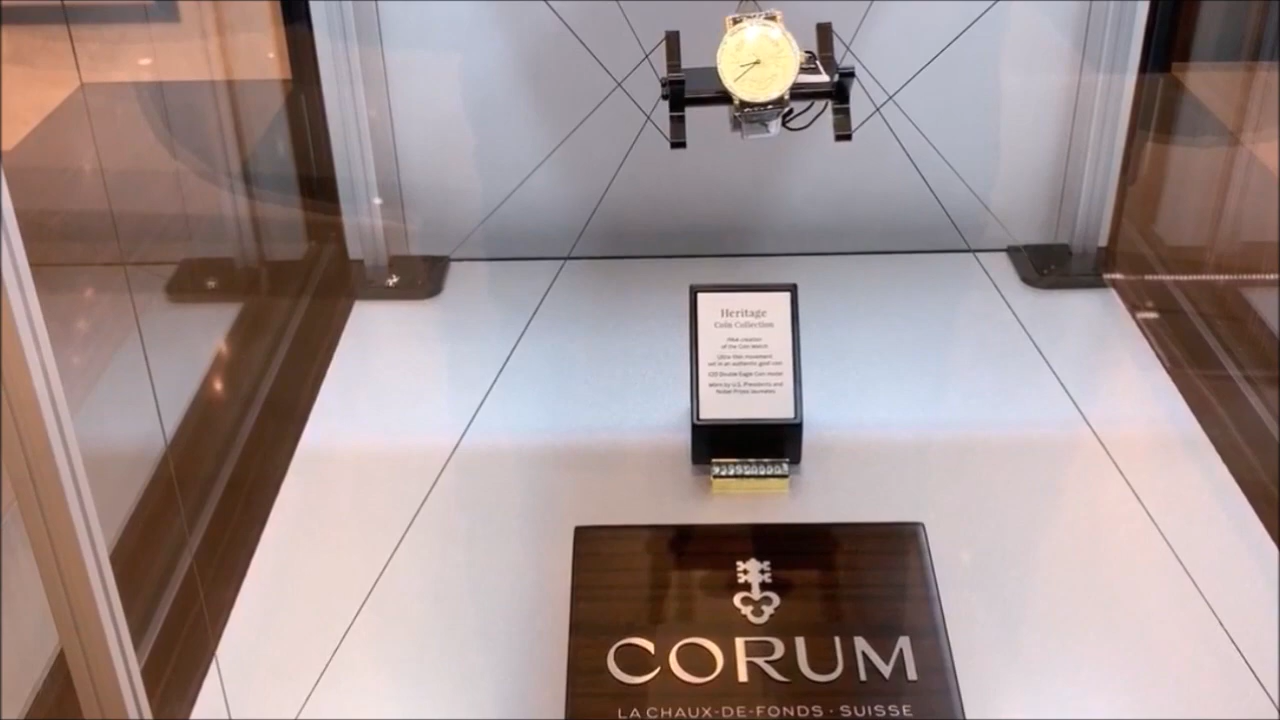 Heritage
Coin Collection
1964 creation
of the Coin Watch
Ultra-thin movement
set in an authentic gold coin
$20 Double Eagle Coin model
Worn by U.S. Presidents and
Nobel Prizes laureates
CORUM
LA CHAUX-DE-FONDS · SUISSE